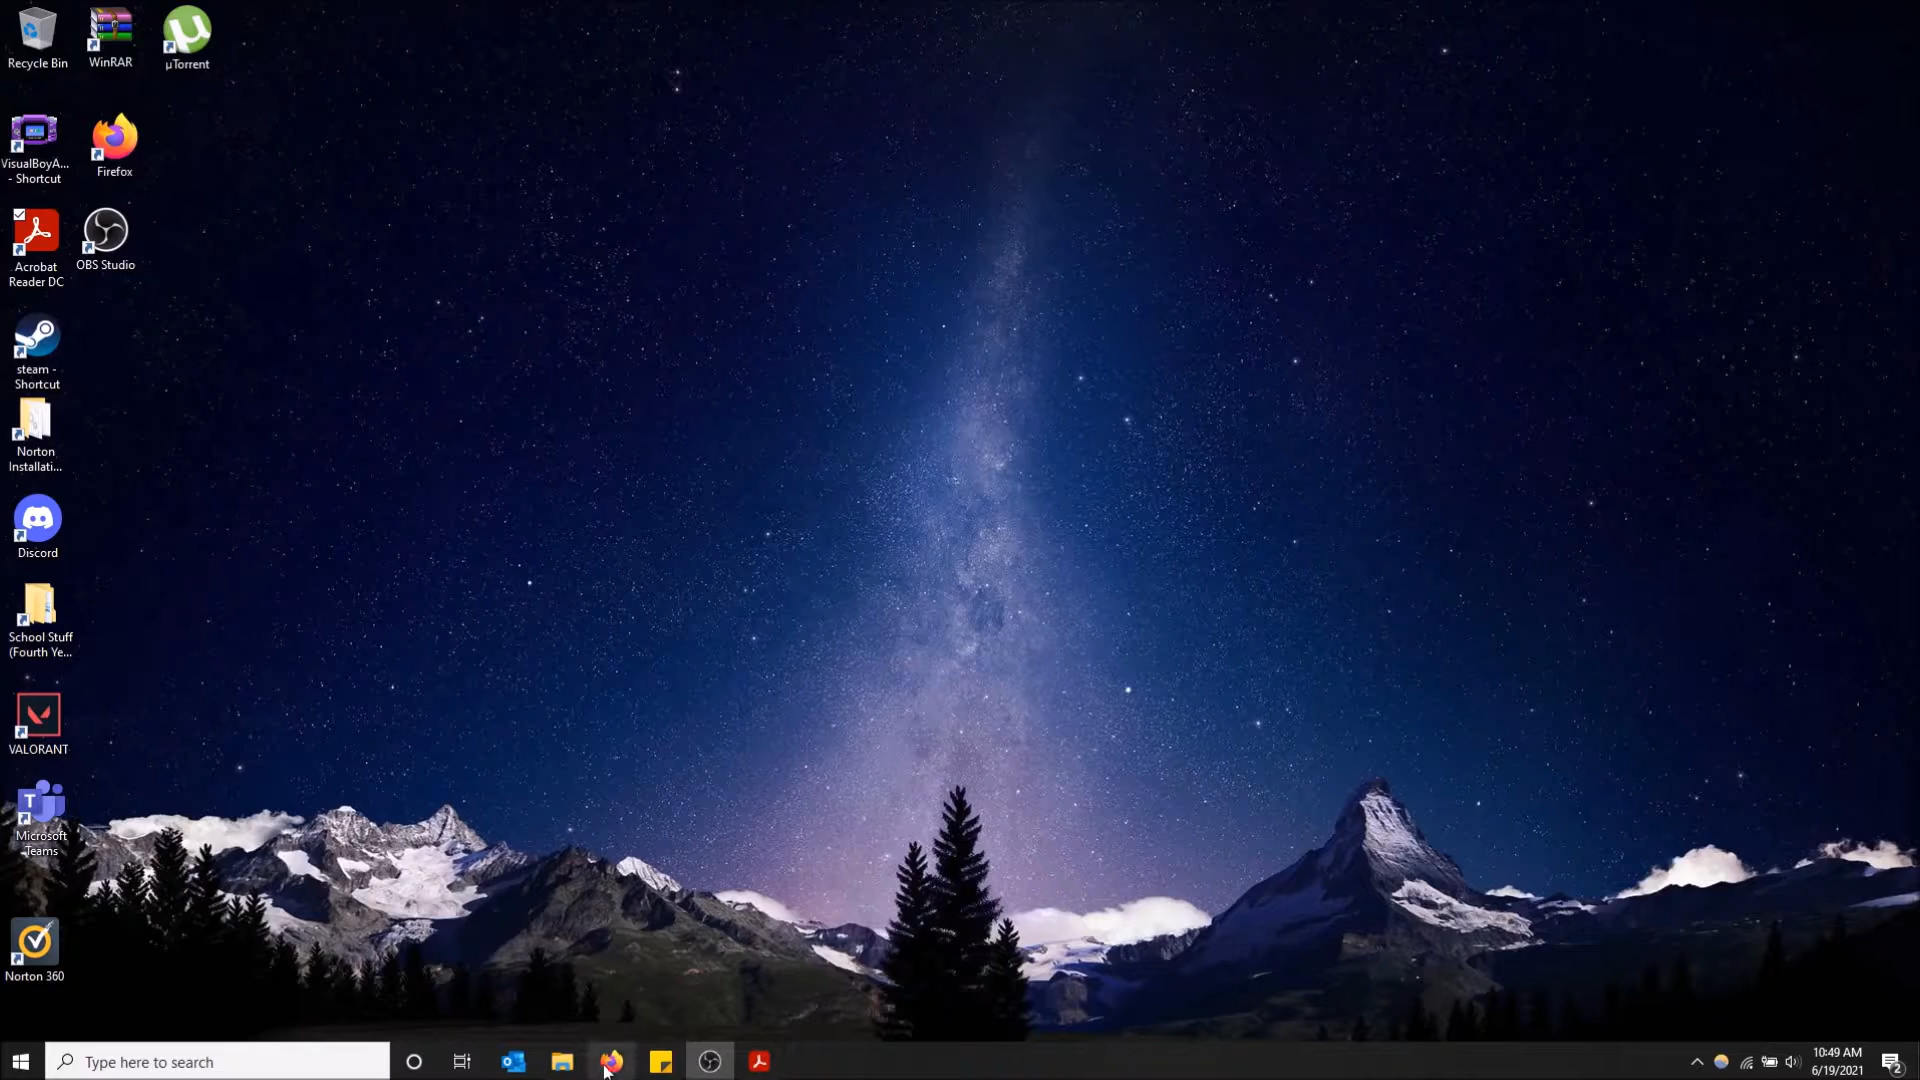 Recycle Bin
WinRAR
µTorrent
VisualBoyA...
- Shortcut
Firefox
Acrobat
Reader DC
OBS Studio
steam -
Shortcut
Norton
Installati...
Discord
School Stuff
(Fourth Ye...
VALORANT
Microsoft
Teams
Norton 360
Type here to search
10:49 AM
6/19/2021
2